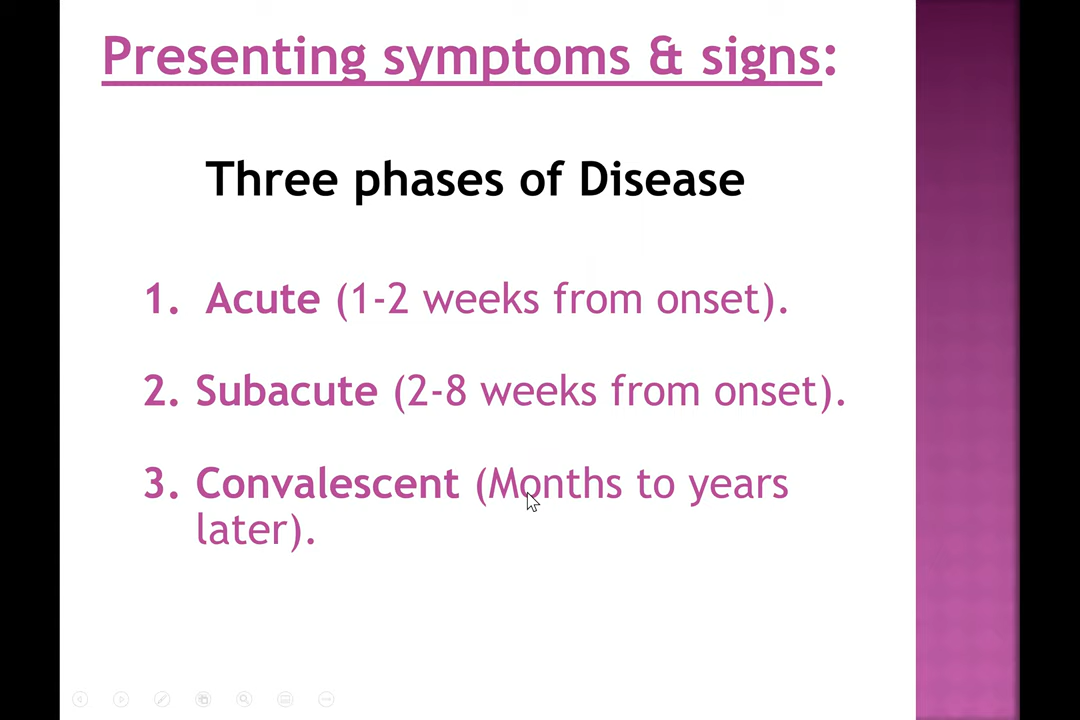 Presenting symptoms & signs:
Three phases of Disease
1. Acute (1-2 weeks from onset).
2. Subacute (2-8 weeks from onset).
3. Convalescent (Months to years
later).